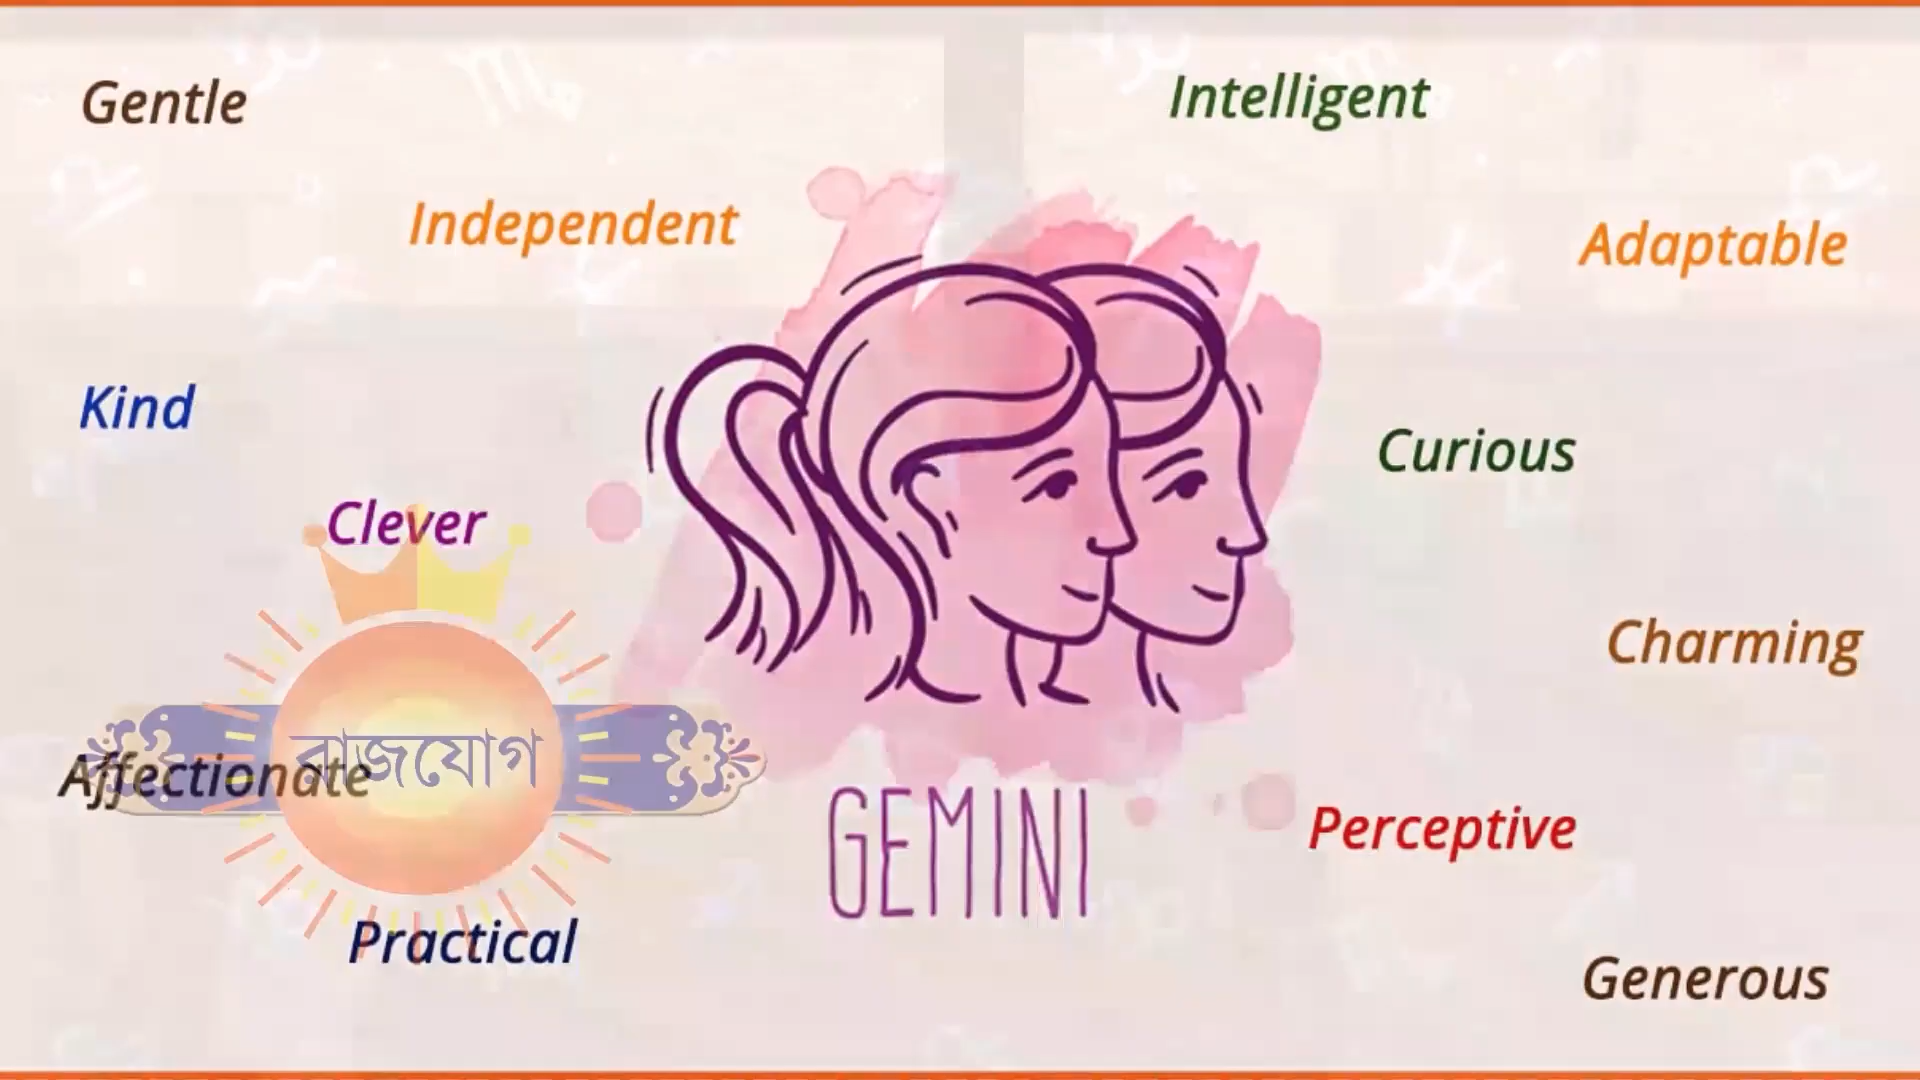 Gentle
Intelligent
Independent
Adaptable
Kind
Curious
Clever
Charming
রাজযোগ
Affectionate
GEMINI
Perceptive
Practical
Generous